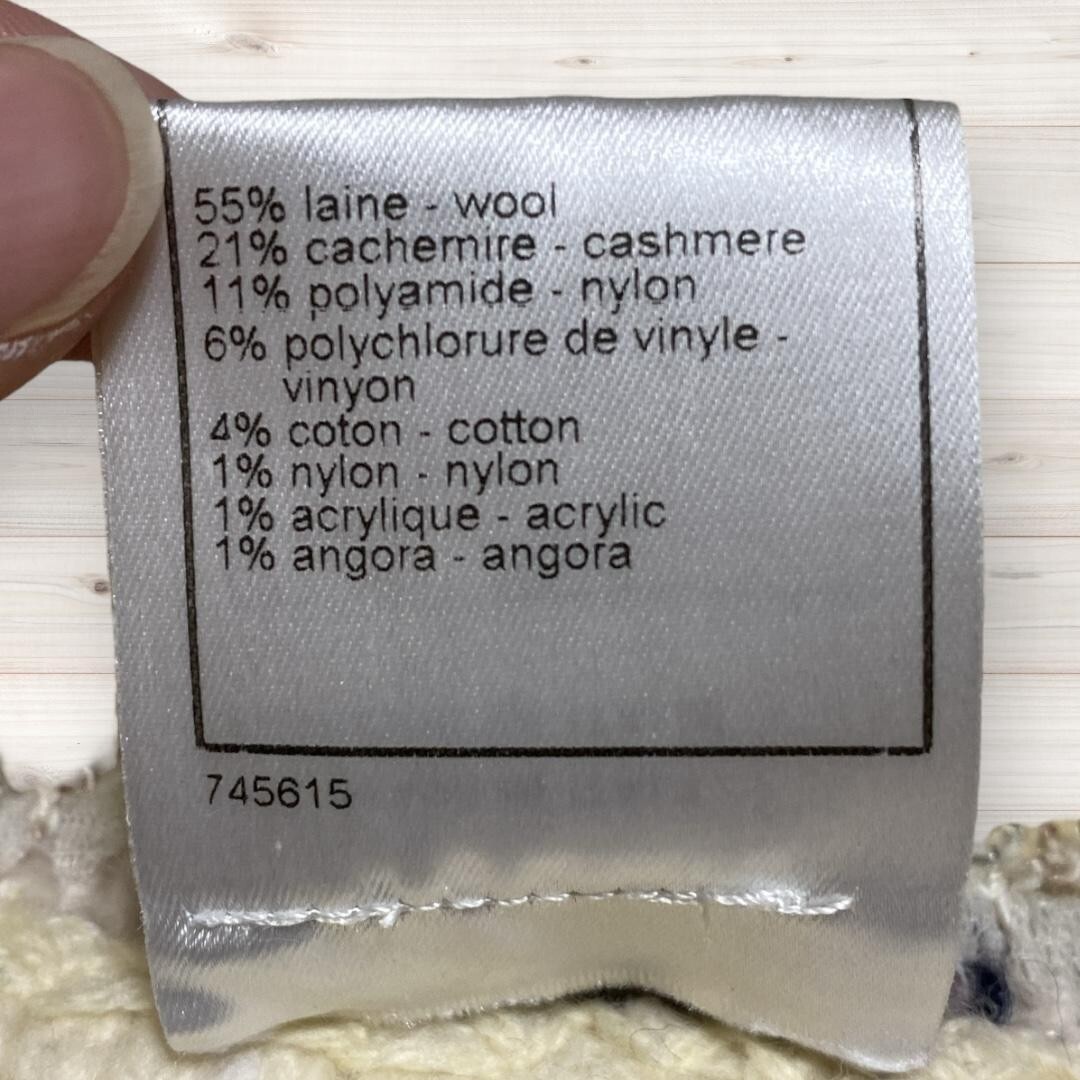 55% laine - wool
21% cachemire - cashmere
11% polyamide - nylon
6% polychlorure de vinyle -
vinyon
4% coton - cotton
1% nylon - nylon
1% acrylique - acrylic
1% angora - angora
745615